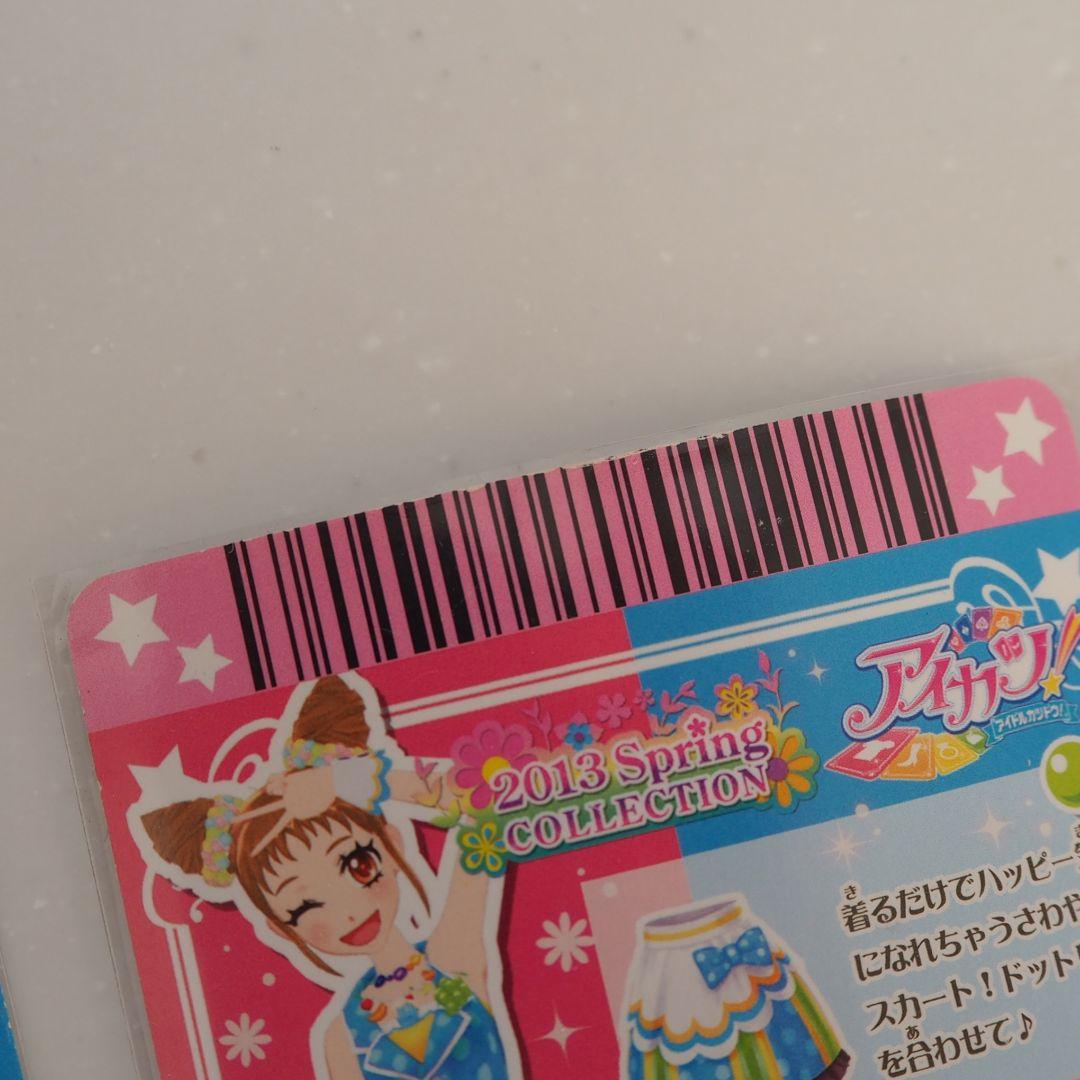 アイカツ!
アイドルカツドウ!
2013 Spring
COLLECTION
着るだけでハッピー
になれちゃうさわや
スカート!ドット
を合わせて♪